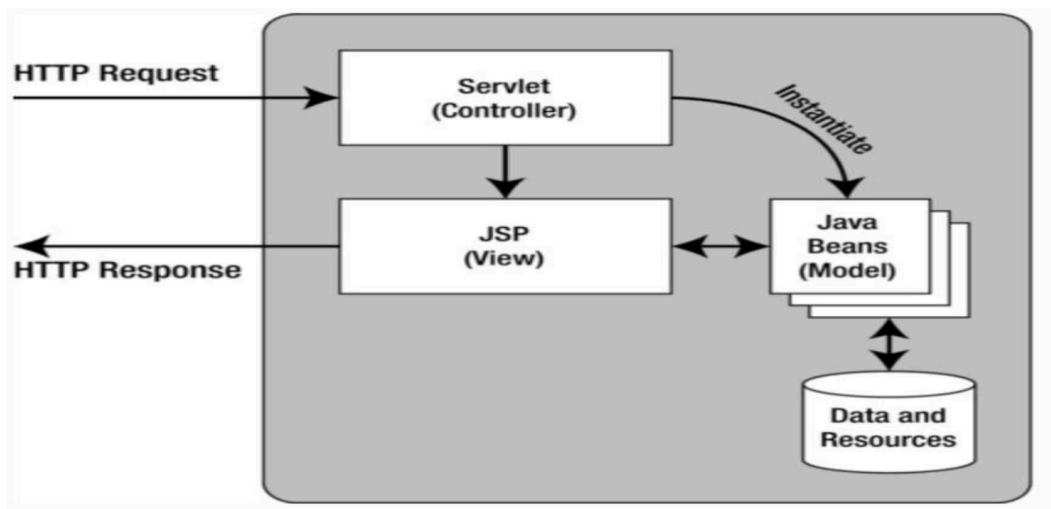 HTTP Request
Servlet
(Controller)
Instantiate
JSP
(View)
Java
Beans
(Model)
HTTP Response
Data and
Resources